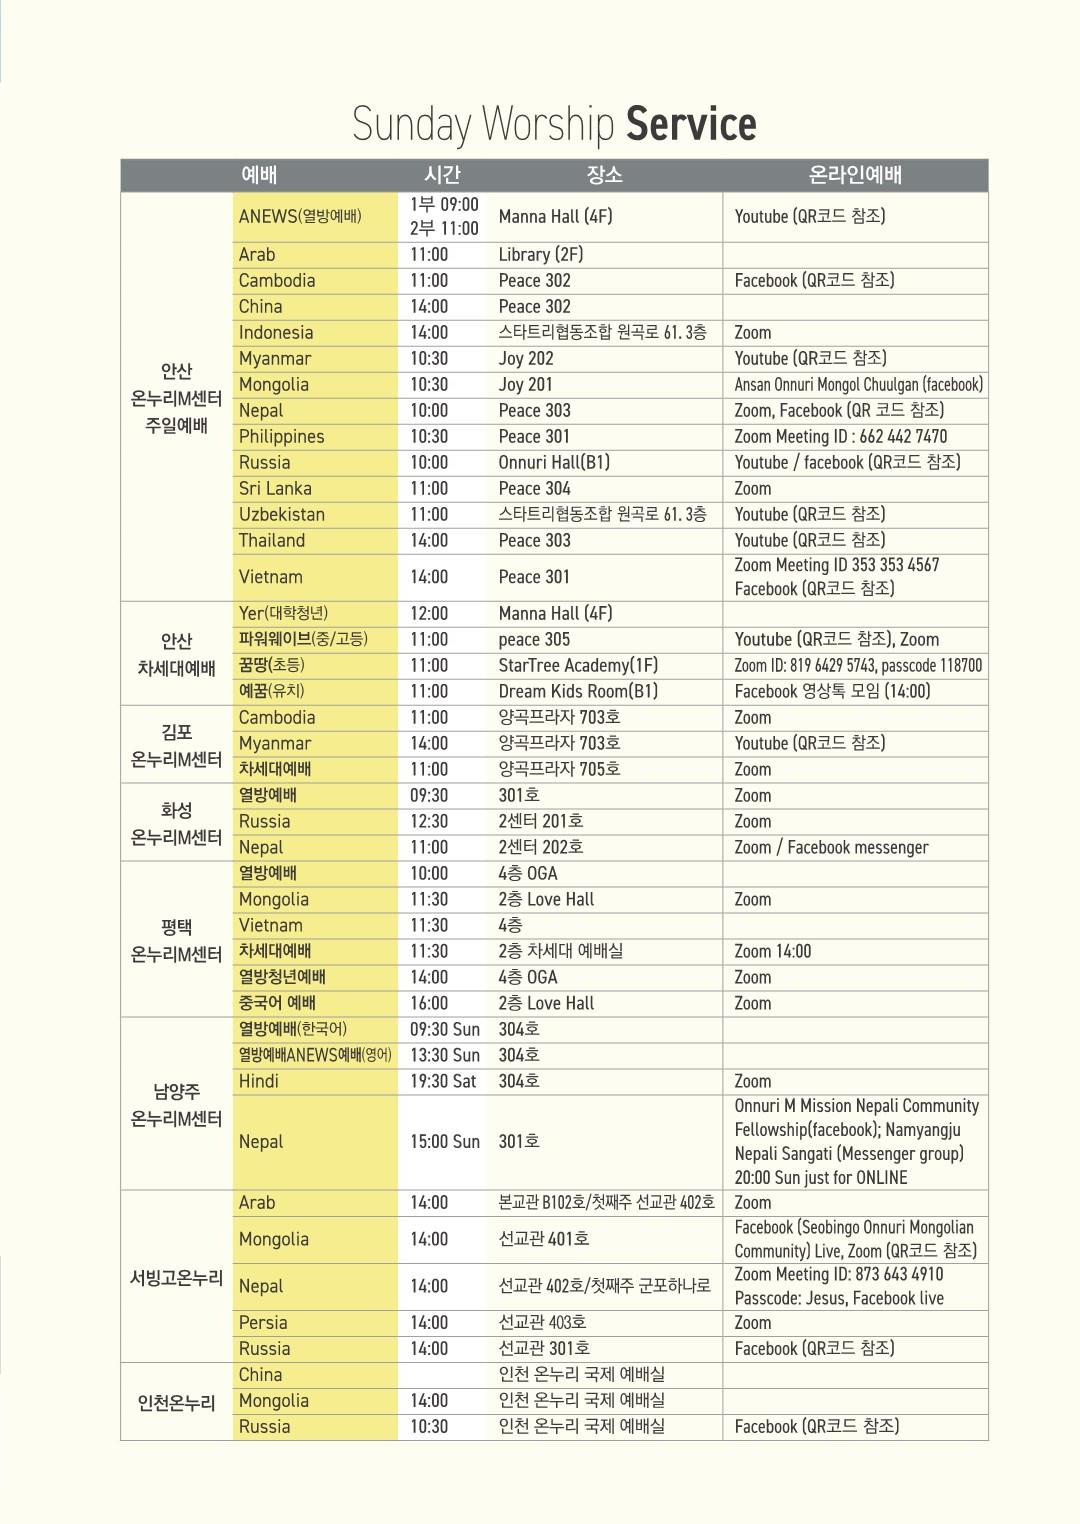 Sunday Worship Service
예배 시간 장소 온라인예배
안산
온누리M센터
주일예배
ANEWS(열방예배) 1부 09:00
2부 11:00 Manna Hall (4F) Youtube (QR코드 참조)
Arab 11:00 Library (2F)
Cambodia 11:00 Peace 302 Facebook (QR코드 참조)
China 14:00 Peace 302
Indonesia 14:00 스타트리협동조합 원곡로 61. 3층 Zoom
Myanmar 10:30 Joy 202 Youtube (QR코드 참조)
Mongolia 10:30 Joy 201 Ansan Onnuri Mongol Chuulgan (facebook)
Nepal 10:00 Peace 303 Zoom, Facebook (QR 코드 참조)
Philippines 10:30 Peace 301 Zoom Meeting ID : 662 442 7470
Russia 10:00 Onnuri Hall(B1) Youtube / facebook (QR코드 참조)
Sri Lanka 11:00 Peace 304 Zoom
Uzbekistan 11:00 스타트리협동조합 원곡로 61. 3층 Youtube (QR코드 참조)
Thailand 14:00 Peace 303 Youtube (QR코드 참조)
Vietnam 14:00 Peace 301 Zoom Meeting ID 353 353 4567
Facebook (QR코드 참조)
안산
차세대예배
Yer(대학청년) 12:00 Manna Hall (4F)
파워웨이브(중/고등) 11:00 peace 305 Youtube (QR코드 참조), Zoom
꿈땅(초등) 11:00 StarTree Academy(1F) Zoom ID: 819 6429 5743, passcode 118700
예꿈(유치) 11:00 Dream Kids Room(B1) Facebook 영상톡 모임 (14:00)
김포
온누리M센터
Cambodia 11:00 양곡프라자 703호 Zoom
Myanmar 14:00 양곡프라자 703호 Youtube (QR코드 참조)
차세대예배 11:00 양곡프라자 705호 Zoom
화성
온누리M센터
열방예배 09:30 301호 Zoom
Russia 12:30 2센터 201호 Zoom
Nepal 11:00 2센터 202호 Zoom / Facebook messenger
평택
온누리M센터
열방예배 10:00 4층 OGA
Mongolia 11:30 2층 Love Hall Zoom
Vietnam 11:30 4층
차세대예배 11:30 2층 차세대 예배실 Zoom 14:00
열방청년예배 14:00 4층 OGA Zoom
중국어 예배 16:00 2층 Love Hall Zoom
남양주
온누리M센터
열방예배(한국어) 09:30 Sun 304호
열방예배ANEWS예배(영어) 13:30 Sun 304호
Hindi 19:30 Sat 304호 Zoom
Nepal 15:00 Sun 301호 Onnuri M Mission Nepali Community
Fellowship(facebook); Namyangju
Nepali Sangati (Messenger group)
20:00 Sun just for ONLINE
서빙고온누리
Arab 14:00 본교관 B102호/첫째주 선교관 402호 Zoom
Mongolia 14:00 선교관 401호 Facebook (Seobingo Onnuri Mongolian
Community) Live, Zoom (QR코드 참조)
Nepal 14:00 선교관 402호/첫째주 군포하나로 Zoom Meeting ID: 873 643 4910
Passcode: Jesus, Facebook live
Persia 14:00 선교관 403호 Zoom
Russia 14:00 선교관 301호 Facebook (QR코드 참조)
인천온누리
China 인천 온누리 국제 예배실
Mongolia 14:00 인천 온누리 국제 예배실
Russia 10:30 인천 온누리 국제 예배실 Facebook (QR코드 참조)